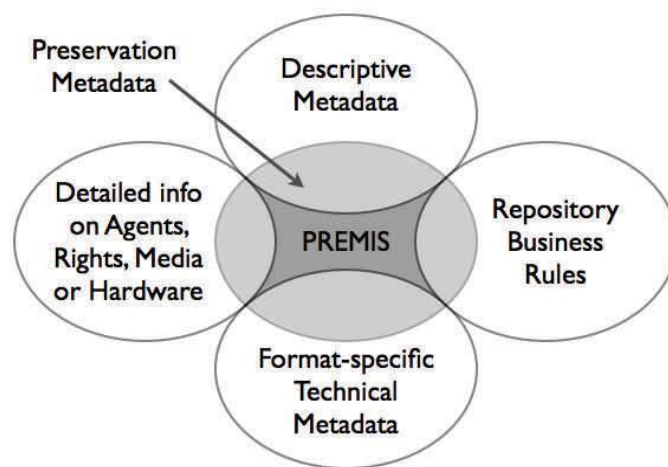 Preservation
Metadata
Descriptive
Metadata
Detailed info
on Agents,
Rights, Media
or Hardware
PREMIS
Repository
Business
Rules
Format-specific
Technical
Metadata